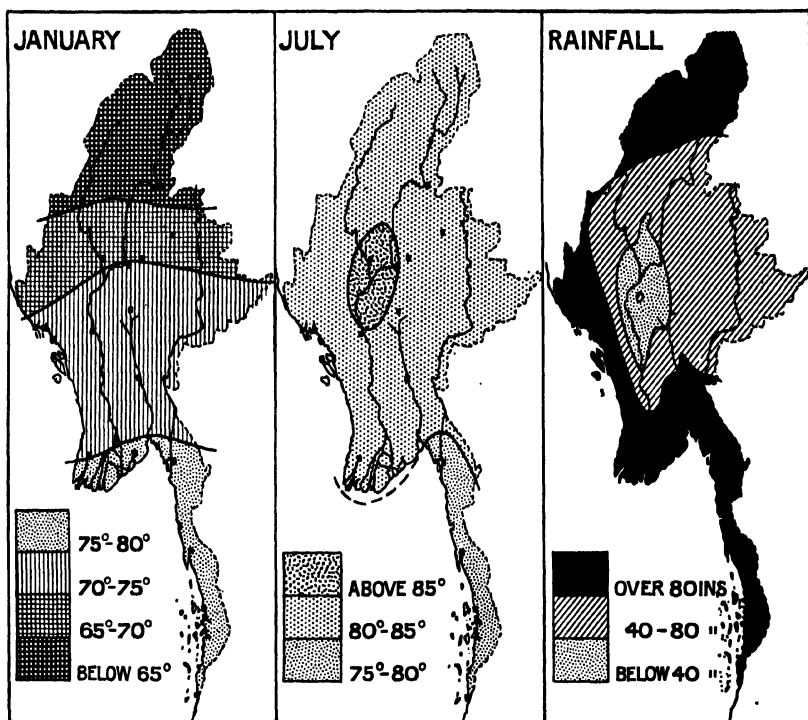 JANUARY
75°-80°
70°-75°
65°-70°
BELOW 65°
JULY
ABOVE 85°
80°-85°
75°-80°
RAINFALL
OVER 80INS
40-80 "
BELOW 40 "